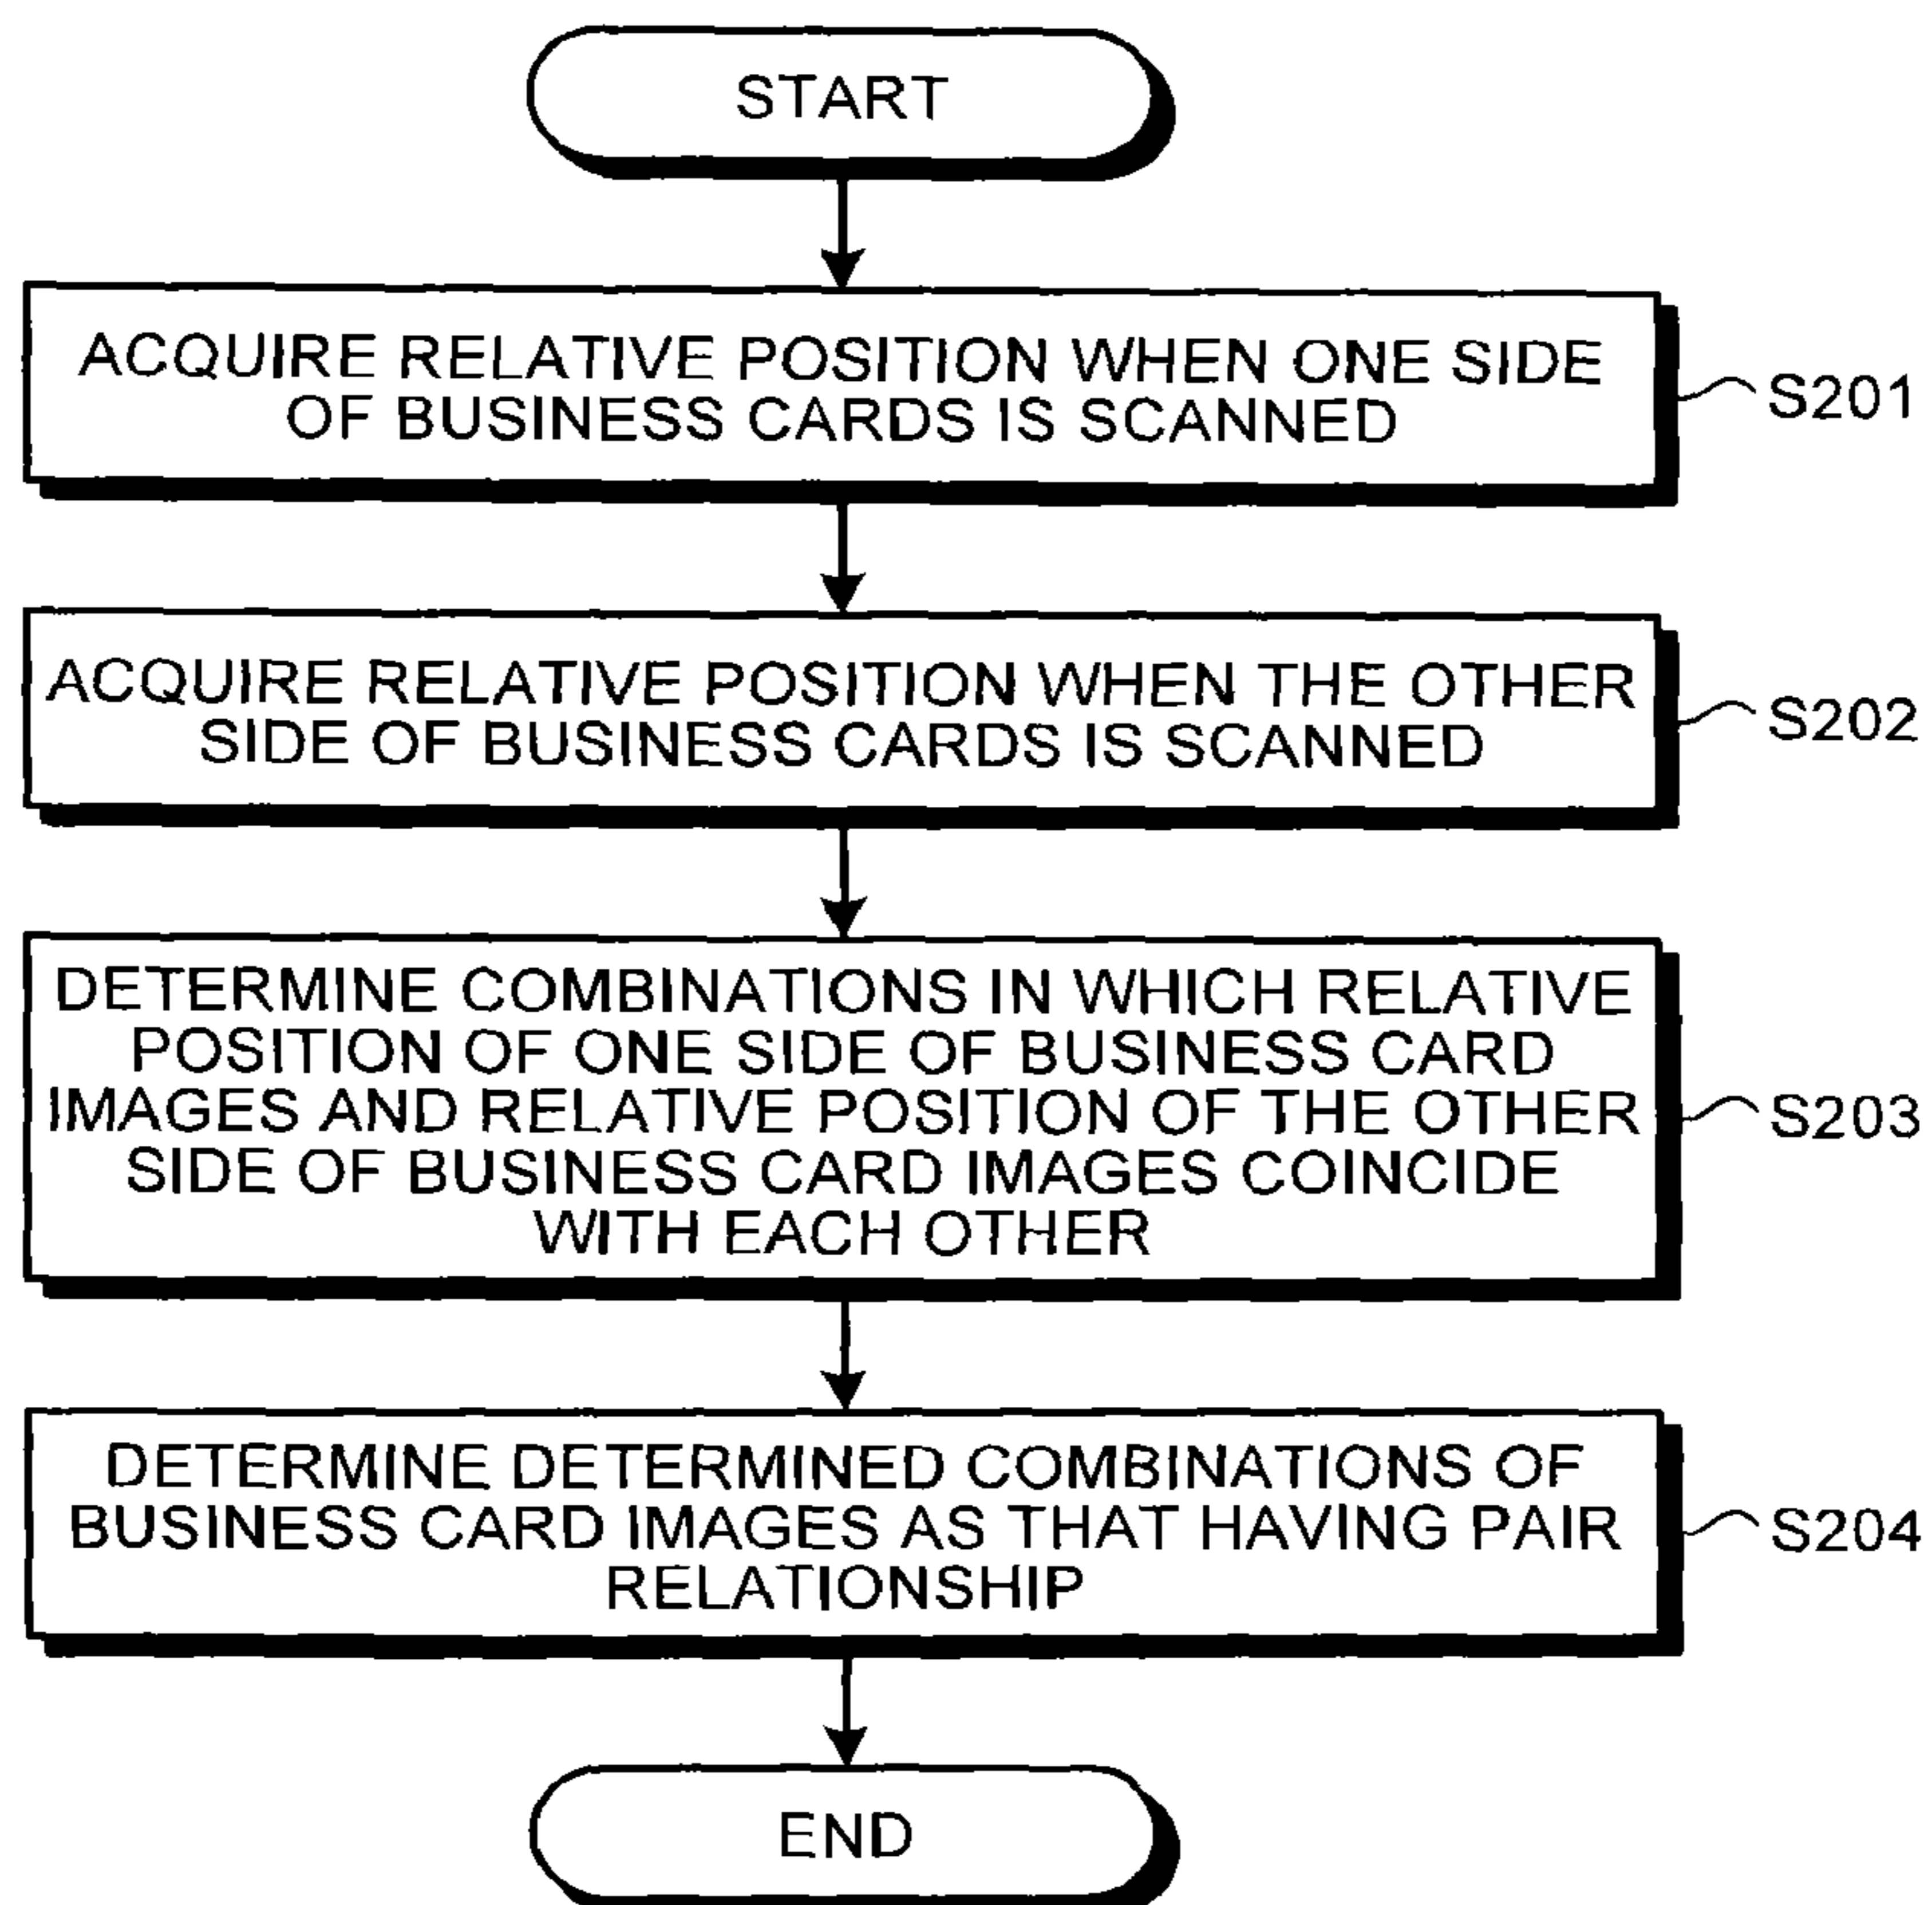 START
ACQUIRE RELATIVE POSITION WHEN ONE SIDE
OF BUSINESS CARDS IS SCANNED
S201
ACQUIRE RELATIVE POSITION WHEN THE OTHER
SIDE OF BUSINESS CARDS IS SCANNED
S202
DETERMINE COMBINATIONS IN WHICH RELATIVE
POSITION OF ONE SIDE OF BUSINESS CARD
IMAGES AND RELATIVE POSITION OF THE OTHER
SIDE OF BUSINESS CARD IMAGES COINCIDE
WITH EACH OTHER
S203
DETERMINE DETERMINED COMBINATIONS OF
BUSINESS CARD IMAGES AS THAT HAVING PAIR
RELATIONSHIP
S204
END